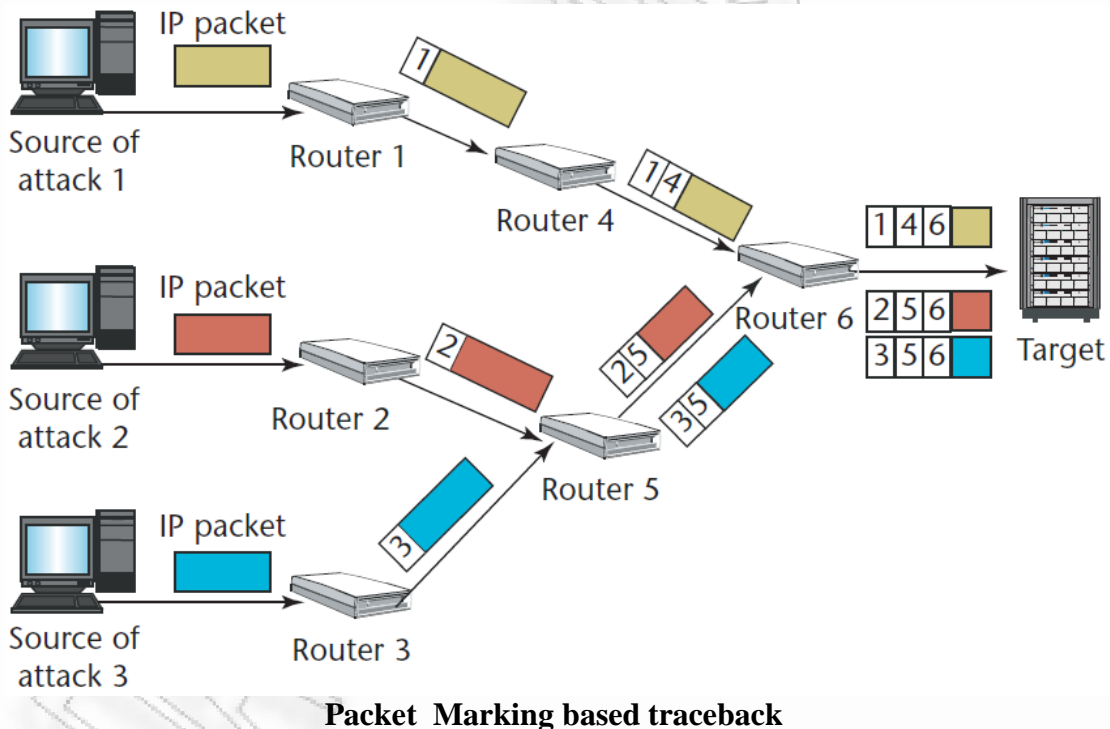 IP packet
1
Source of
attack 1
Router 1
Router 4
1 4
1 4 6
IP packet
2
Source of
attack 2
Router 2
2 5
3 5
Router 6
2 5 6
3 5 6
Target
Router 5
IP packet
3
Source of
attack 3
Router 3
Packet Marking based traceback